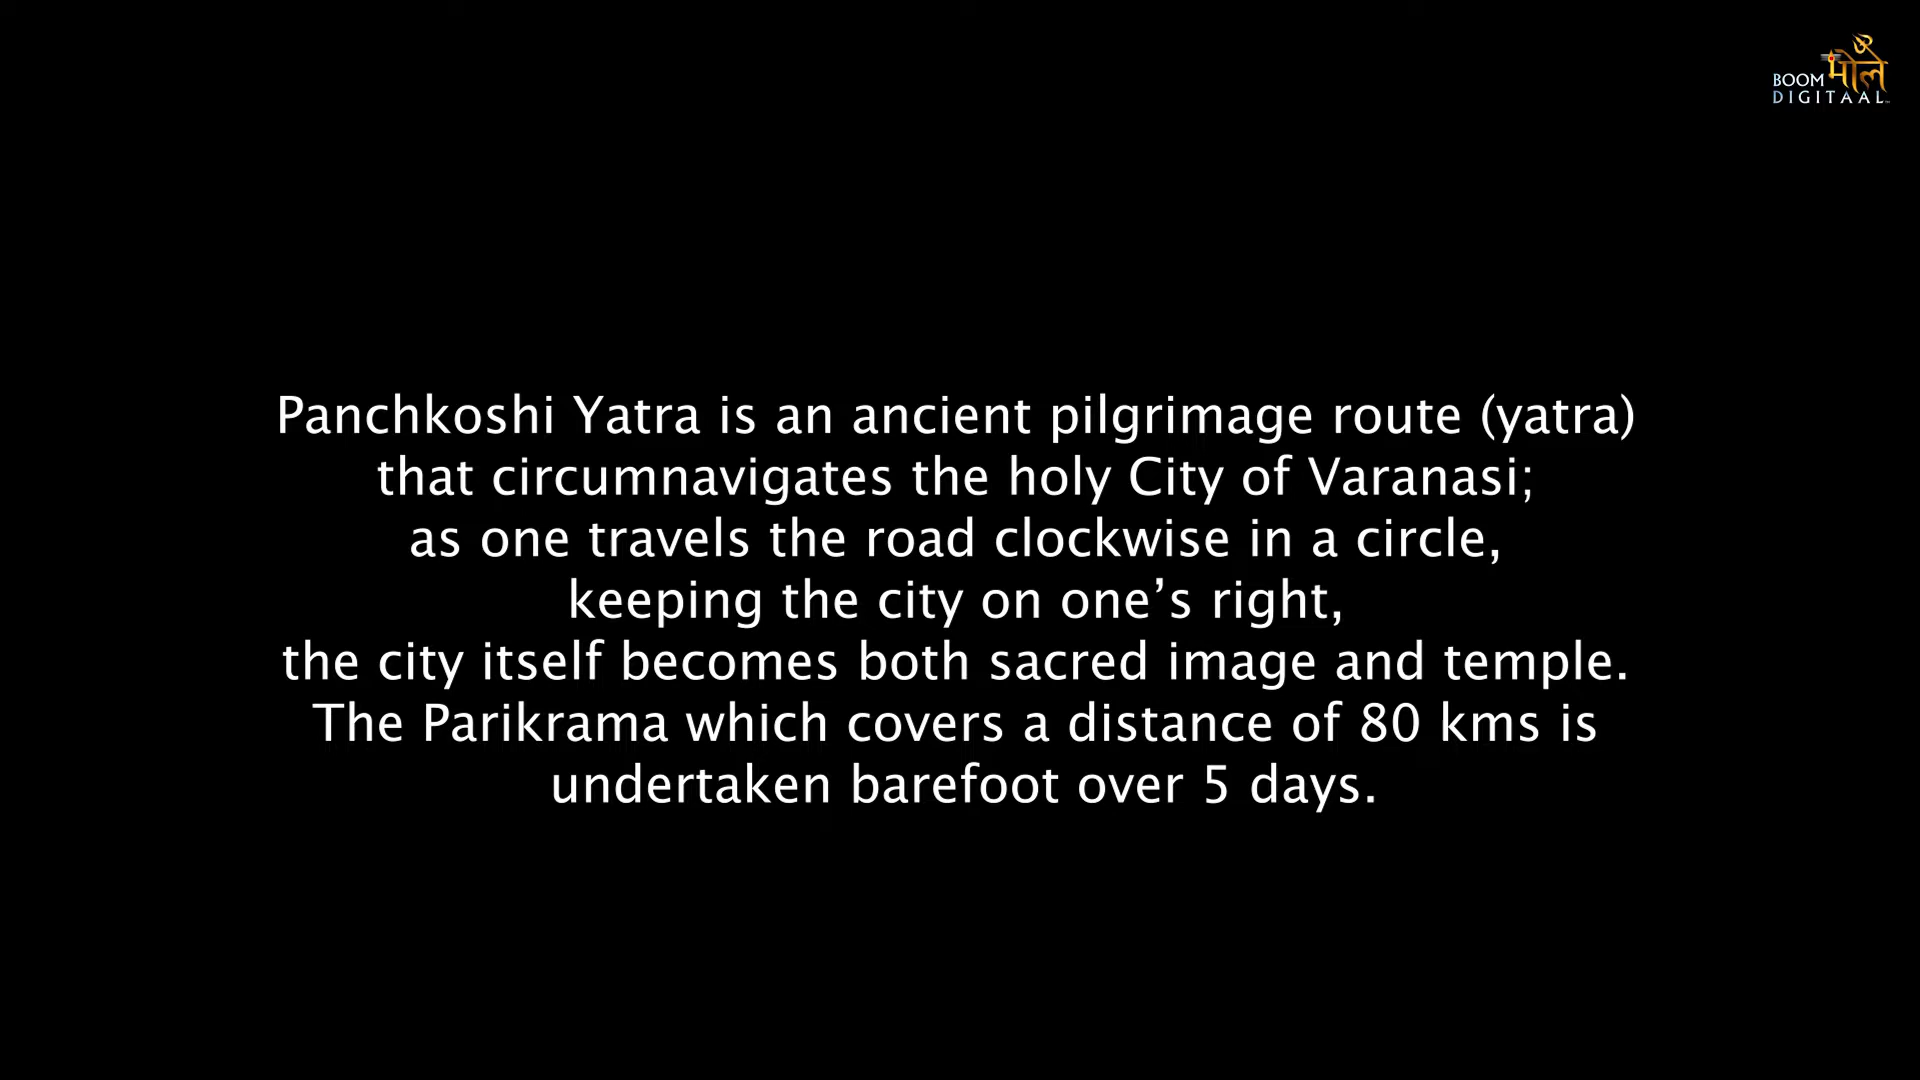 BOOM भोले
DIGITAAL
Panchkoshi Yatra is an ancient pilgrimage route (yatra)
that circumnavigates the holy City of Varanasi;
as one travels the road clockwise in a circle,
keeping the city on one’s right,
the city itself becomes both sacred image and temple.
The Parikrama which covers a distance of 80 kms is
undertaken barefoot over 5 days.